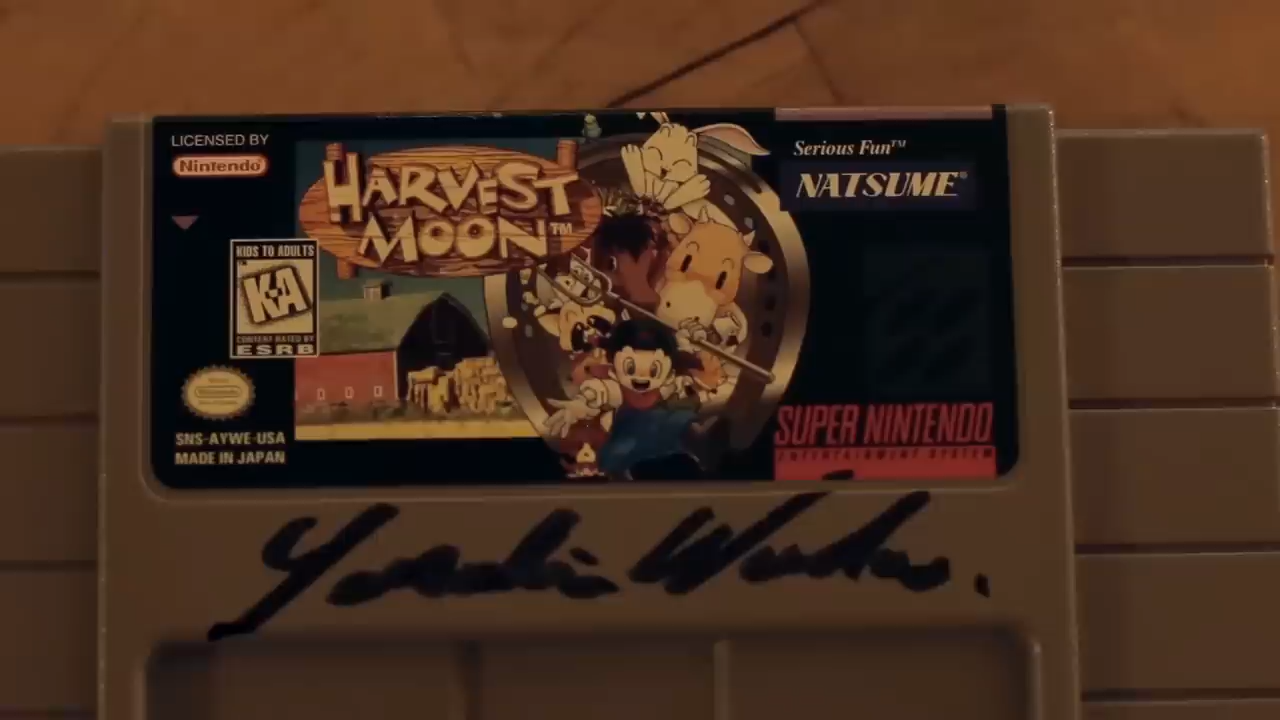 LICENSED BY
Nintendo
HARVEST
MOON™
Serious Fun™
NATSUME®
KIDS TO ADULTS
K-A
CONTENT RATED BY
ESRB
SNS-AYWE-USA
MADE IN JAPAN
SUPER NINTENDO
ENTERTAINMENT SYSTEM